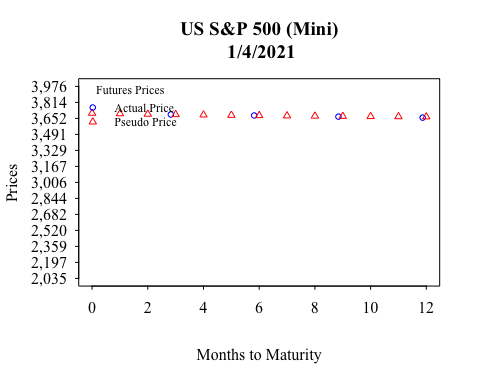 US S&P 500 (Mini)
1/4/2021
Futures Prices
Actual Price
Pseudo Price
Prices
3,976
3,814
3,652
3,491
3,329
3,167
3,006
2,844
2,682
2,520
2,359
2,197
2,035
0 2 4 6 8 10 12
Months to Maturity